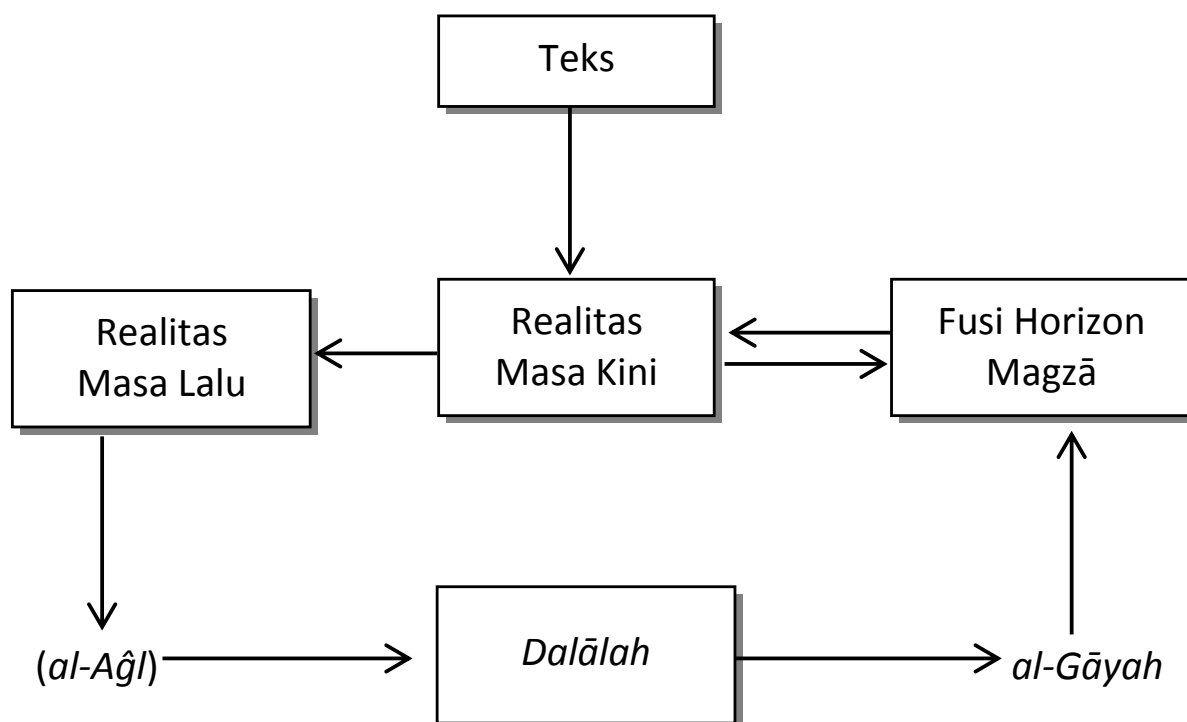 Teks
Realitas
Masa Lalu
Realitas
Masa Kini
Fusi Horizon
Magzā
(al-Aĝl)
Dalālah
al-Gāyah